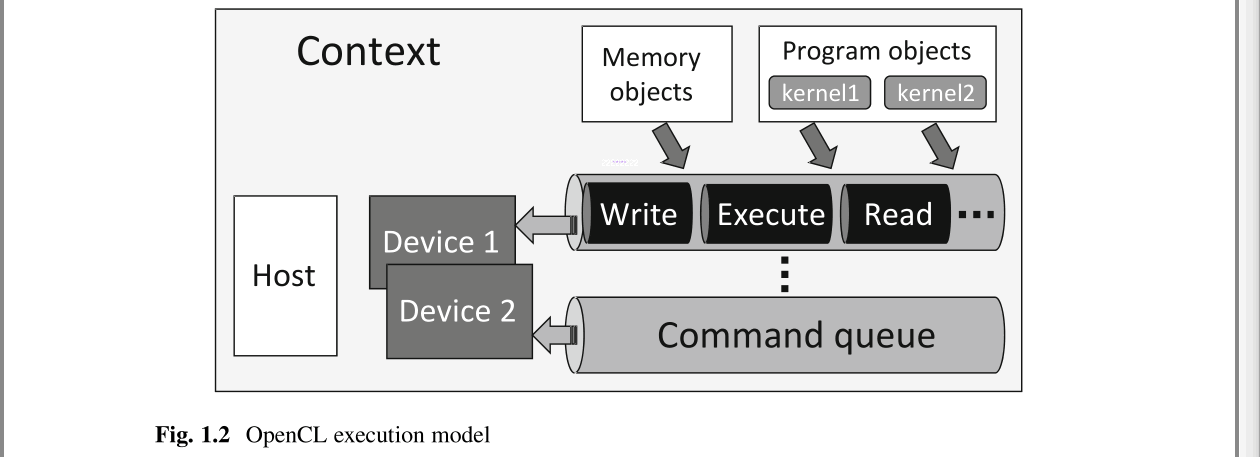 Context
Memory
objects
Program objects
kernel1 kernel2
Write Execute Read ...
Host
Device 1
Device 2
Command queue
Fig. 1.2 OpenCL execution model